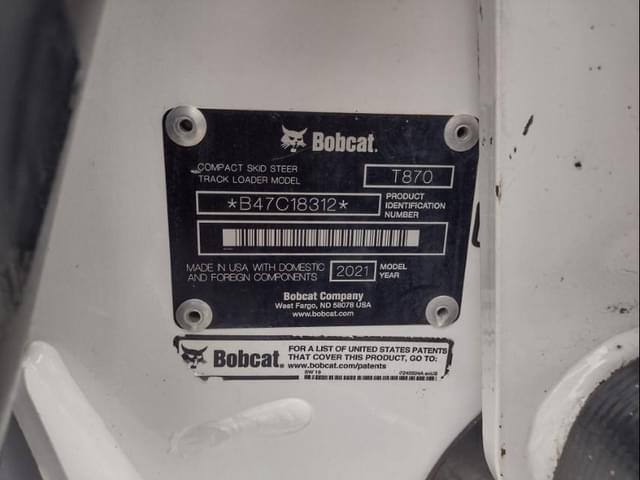 Bobcat.
COMPACT SKID STEER
TRACK LOADER MODEL
T870
*B47C18312*
PRODUCT
IDENTIFICATION
NUMBER
MADE IN USA WITH DOMESTIC
AND FOREIGN COMPONENTS
2021
MODEL
YEAR
Bobcat Company
West Fargo, ND 58078 USA
www.bobcat.com
Bobcat.
FOR A LIST OF UNITED STATES PATENTS
THAT COVER THIS PRODUCT, GO TO:
www.bobcat.com/patents